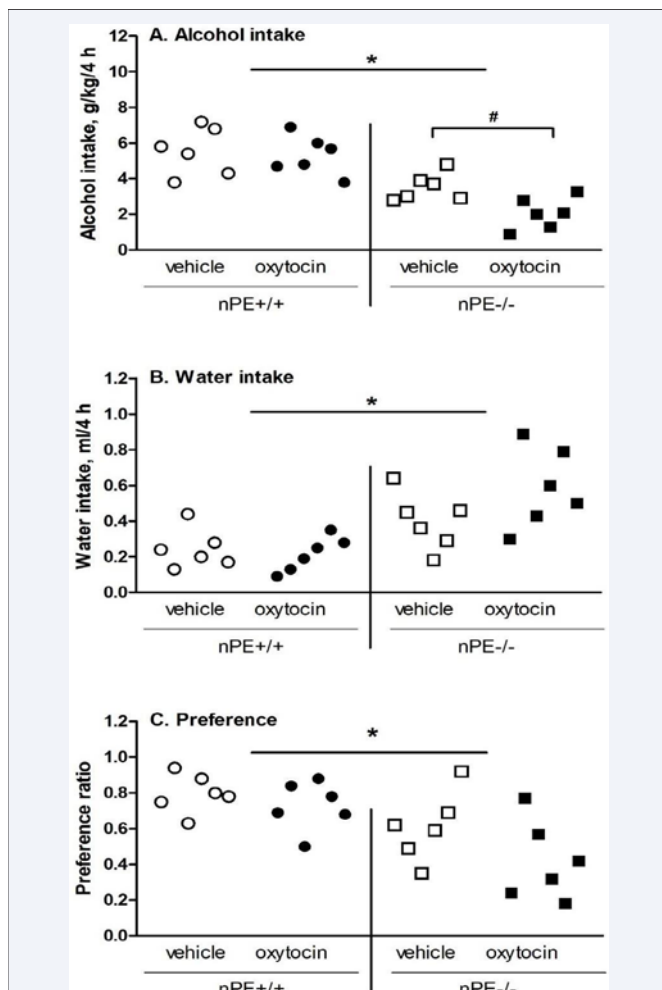 A. Alcohol intake
12
10
8
6
4
2
0
Alcohol intake, g/kg/4 h
*
#
vehicle oxytocin vehicle oxytocin
nPE+/+ nPE-/-
B. Water intake
1.2
1.0
0.8
0.6
0.4
0.2
0.0
Water intake, ml/4 h
*
vehicle oxytocin vehicle oxytocin
nPE+/+ nPE-/-
C. Preference
1.2
1.0
0.8
0.6
0.4
0.2
0.0
Preference ratio
*
vehicle oxytocin vehicle oxytocin
nPE+/+ nPE-/-